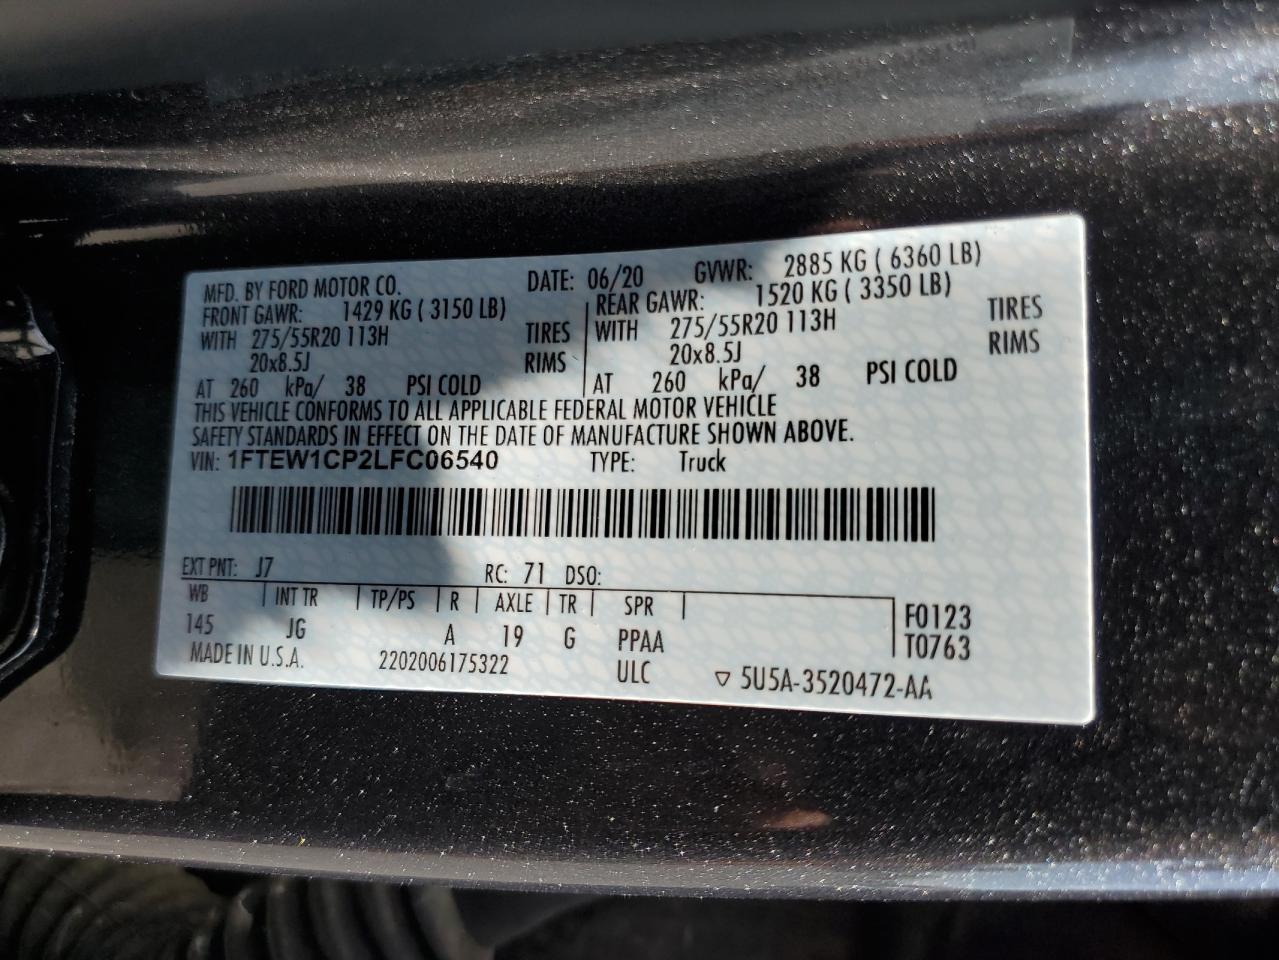 MFD. BY FORD MOTOR CO. DATE: 06/20 GVWR: 2885 KG ( 6360 LB)
FRONT GAWR: 1429 KG ( 3150 LB) REAR GAWR: 1520 KG ( 3350 LB)
WITH 275/55R20 113H TIRES WITH 275/55R20 113H TIRES
20x8.5J RIMS 20x8.5J RIMS
AT 260 kPa/ 38 PSI COLD AT 260 kPa/ 38 PSI COLD
THIS VEHICLE CONFORMS TO ALL APPLICABLE FEDERAL MOTOR VEHICLE
SAFETY STANDARDS IN EFFECT ON THE DATE OF MANUFACTURE SHOWN ABOVE.
VIN: 1FTEW1CP2LFC06540 TYPE: Truck
EXT PNT: J7 RC: 71 DSO:
WB INT TR TP/PS R AXLE TR SPR F0123
145 JG A 19 G PPAA T0763
MADE IN U.S.A. 2202006175322 ULC ▽ 5U5A-3520472-AA